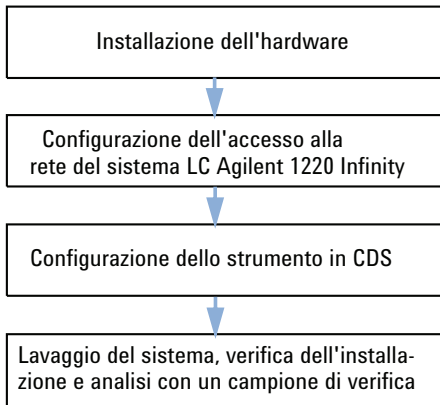 Installazione dell'hardware
Configurazione dell'accesso alla
rete del sistema LC Agilent 1220 Infinity
Configurazione dello strumento in CDS
Lavaggio del sistema, verifica dell'installa-
zione e analisi con un campione di verifica